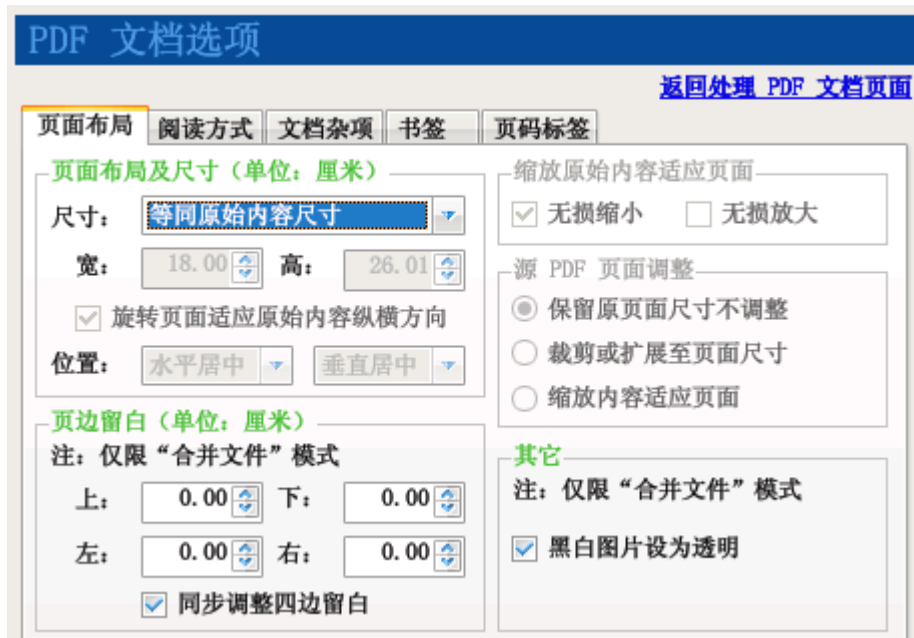 PDF 文档选项
返回处理 PDF 文档页面
页面布局 阅读方式 文档杂项 书签 页码标签
页面布局及尺寸（单位：厘米）
尺寸： 等同原始内容尺寸
宽： 18.00 高： 26.01
旋转页面适应原始内容纵横方向
位置： 水平居中 垂直居中
页边留白（单位：厘米）
注：仅限“合并文件”模式
上： 0.00 下： 0.00
左： 0.00 右： 0.00
同步调整四边留白
缩放原始内容适应页面
无损缩小 无损放大
源 PDF 页面调整
保留原页面尺寸不调整
裁剪或扩展至页面尺寸
缩放内容适应页面
其它
注：仅限“合并文件”模式
黑白图片设为透明